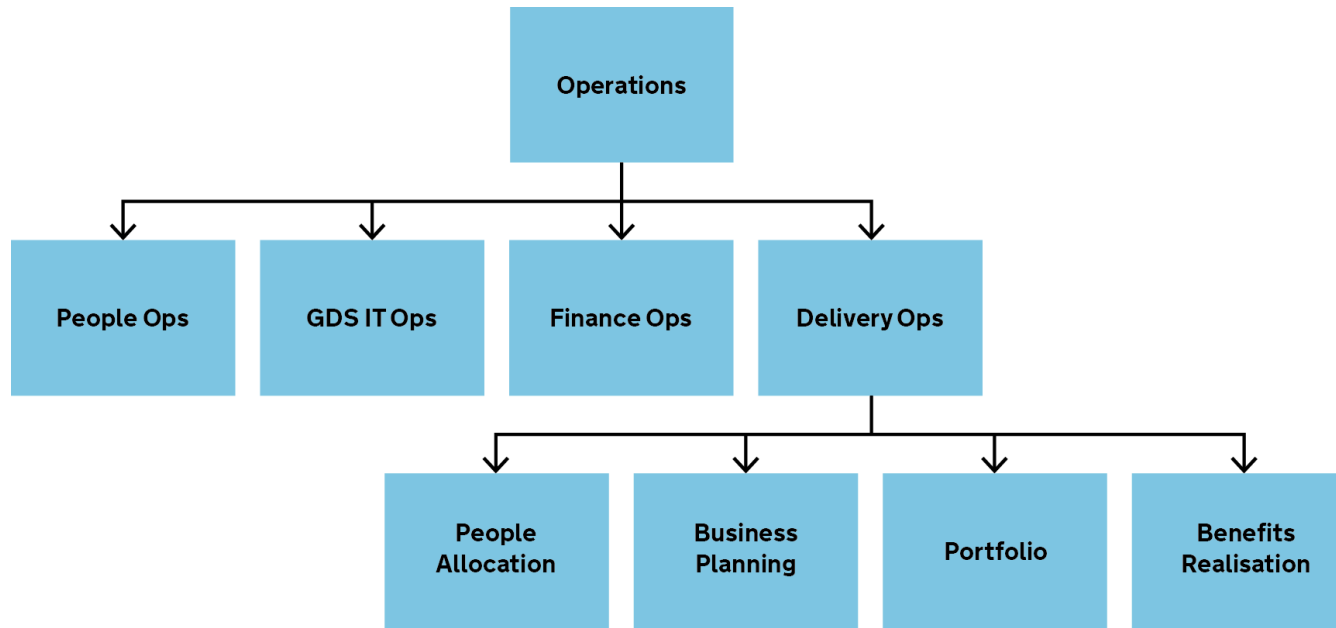 Operations
People Ops
GDS IT Ops
Finance Ops
Delivery Ops
People
Allocation
Business
Planning
Portfolio
Benefits
Realisation